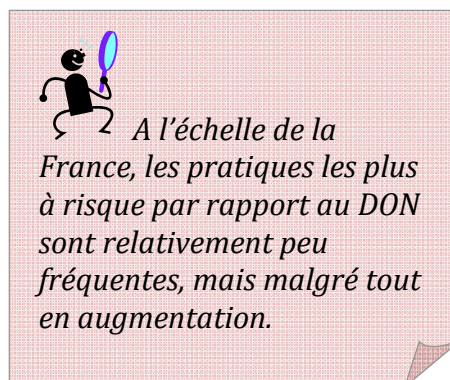 A l’échelle de la
France, les pratiques les plus
à risque par rapport au DON
sont relativement peu
fréquentes, mais malgré tout
en augmentation.